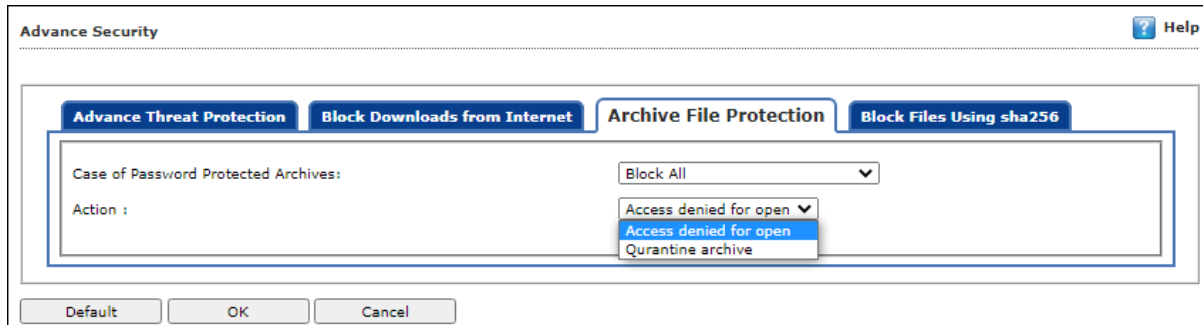 Advance Security
? Help
Advance Threat Protection Block Downloads from Internet Archive File Protection Block Files Using sha256
Case of Password Protected Archives: Block All
Action : Access denied for open
Access denied for open
Qurantine archive
Default OK Cancel